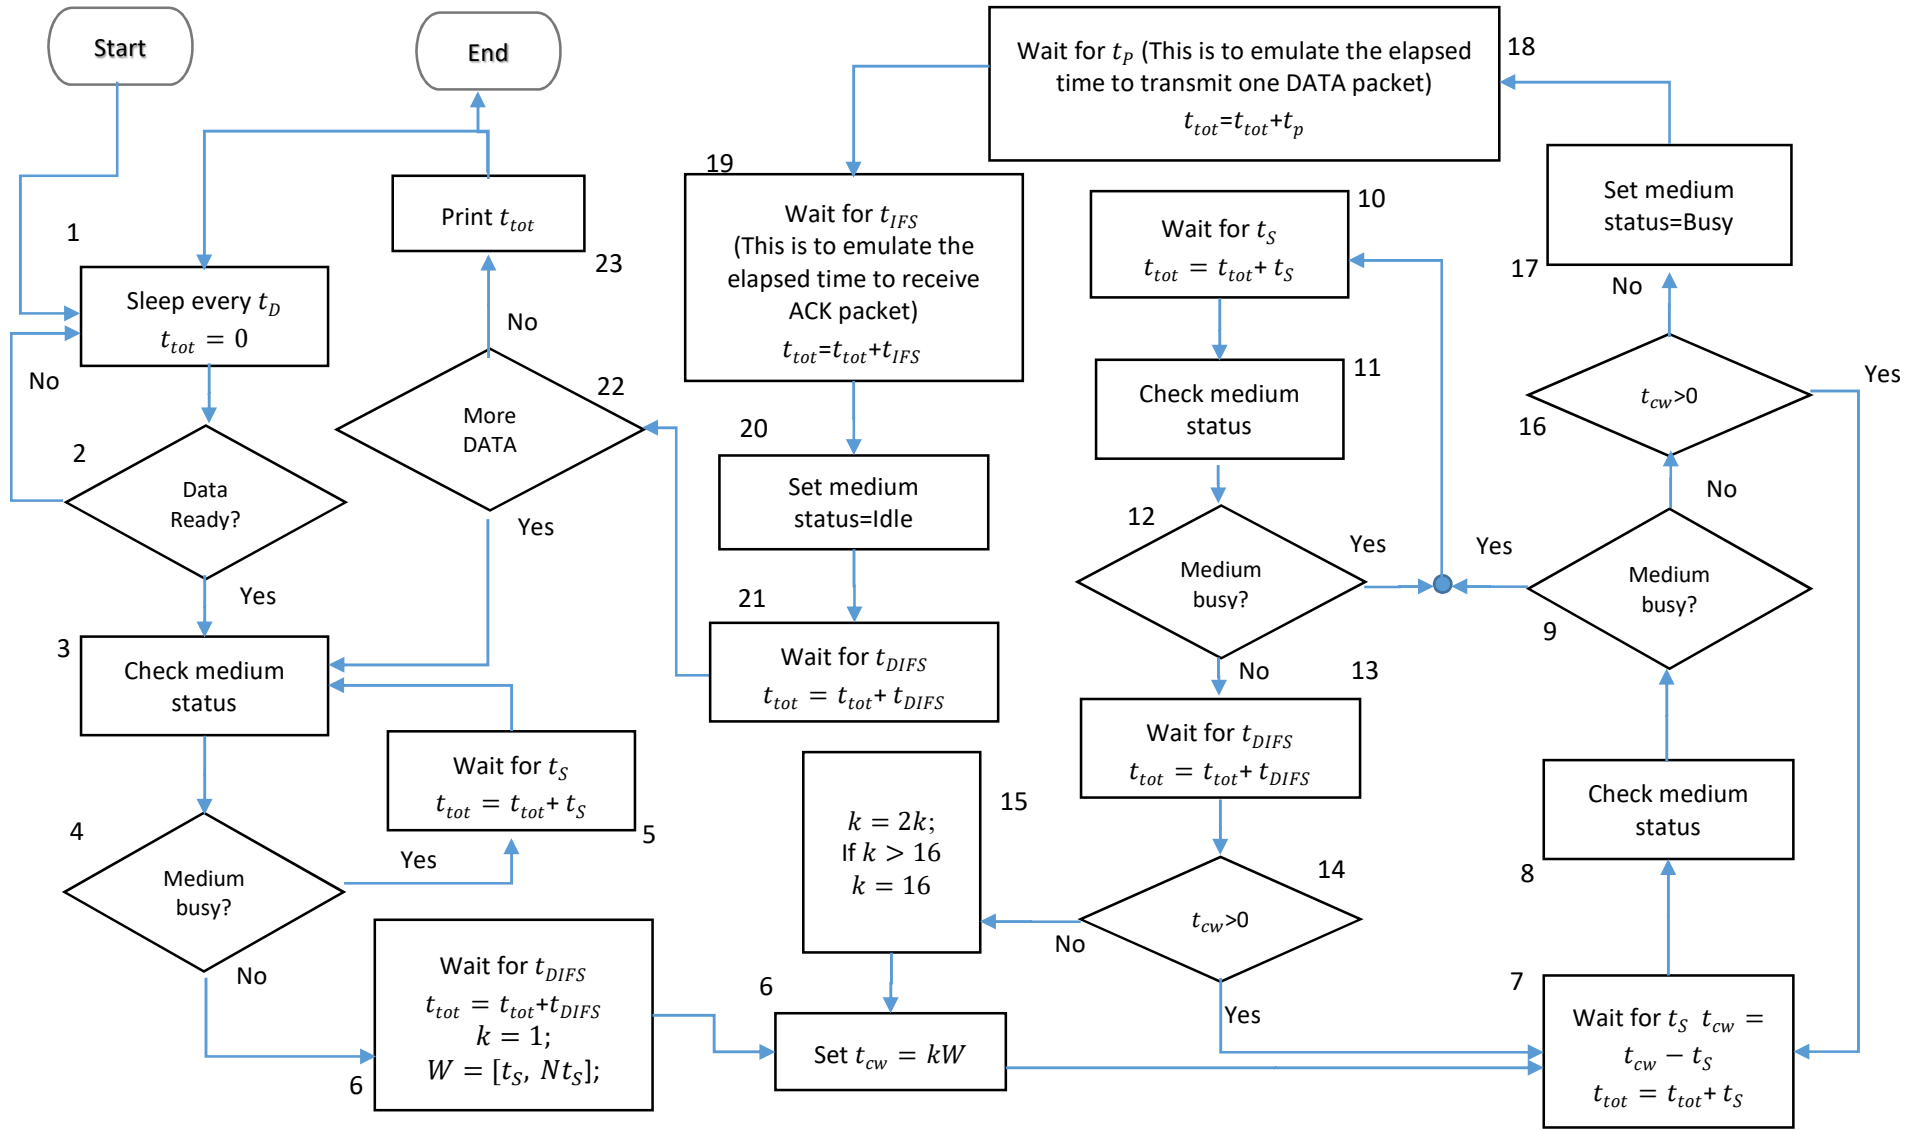 Start
End
1
Sleep every t_D
t_tot = 0
No
2
Data
Ready?
Yes
3
Check medium
status
4
Medium
busy?
Yes
No
Wait for t_S
t_tot = t_tot+ t_S
5
Wait for t_DIFS
t_tot = t_tot+t_DIFS
k = 1;
W = [t_S, Nt_S];
6
6
Set t_cw = kW
Print t_tot
23
No
22
More
DATA
Yes
19
Wait for t_IFS
(This is to emulate the
elapsed time to receive
ACK packet)
t_tot=t_tot+t_IFS
20
Set medium
status=Idle
21
Wait for t_DIFS
t_tot = t_tot+ t_DIFS
15
k = 2k;
If k > 16
k = 16
18
Wait for t_P (This is to emulate the elapsed
time to transmit one DATA packet)
t_tot=t_tot+t_p
10
Wait for t_S
t_tot = t_tot+ t_S
11
Check medium
status
12
Medium
busy?
Yes
No
13
Wait for t_DIFS
t_tot = t_tot+ t_DIFS
14
t_cw>0
No
Yes
Set medium
status=Busy
17
No
t_cw>0
16
Yes
No
Yes
Medium
busy?
9
Check medium
status
8
7
Wait for t_S t_cw =
t_cw − t_S
t_tot = t_tot+ t_S